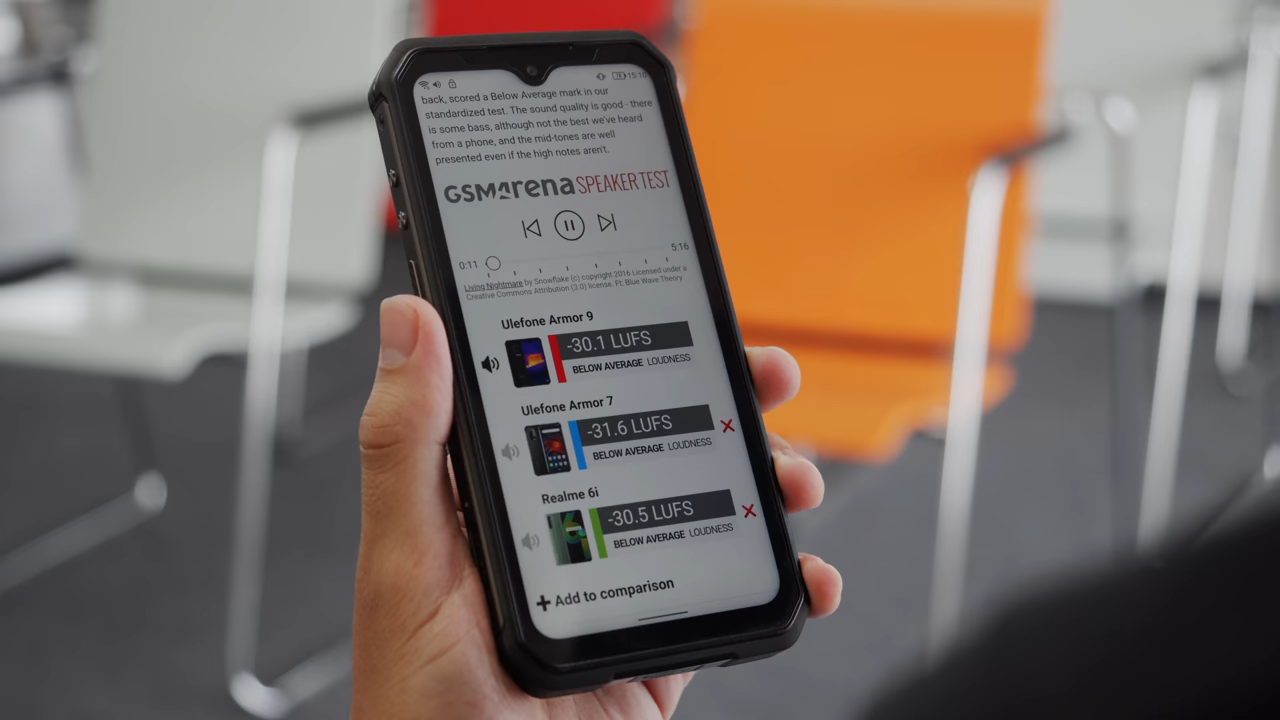 15:10
back, scored a Below Average mark in our
standardized test. The sound quality is good - there
is some bass, although not the best we've heard
from a phone, and the mid-tones are well
presented even if the high notes aren't.
GSMArena SPEAKER TEST
0:11 5:16
Living Nightmare by Snowflake (c) copyright 2016 Licensed under a
Creative Commons Attribution (3.0) license. Ft: Blue Wave Theory
Ulefone Armor 9
-30.1 LUFS
BELOW AVERAGE LOUDNESS
Ulefone Armor 7
-31.6 LUFS
BELOW AVERAGE LOUDNESS
Realme 6i
-30.5 LUFS
BELOW AVERAGE LOUDNESS
Add to comparison